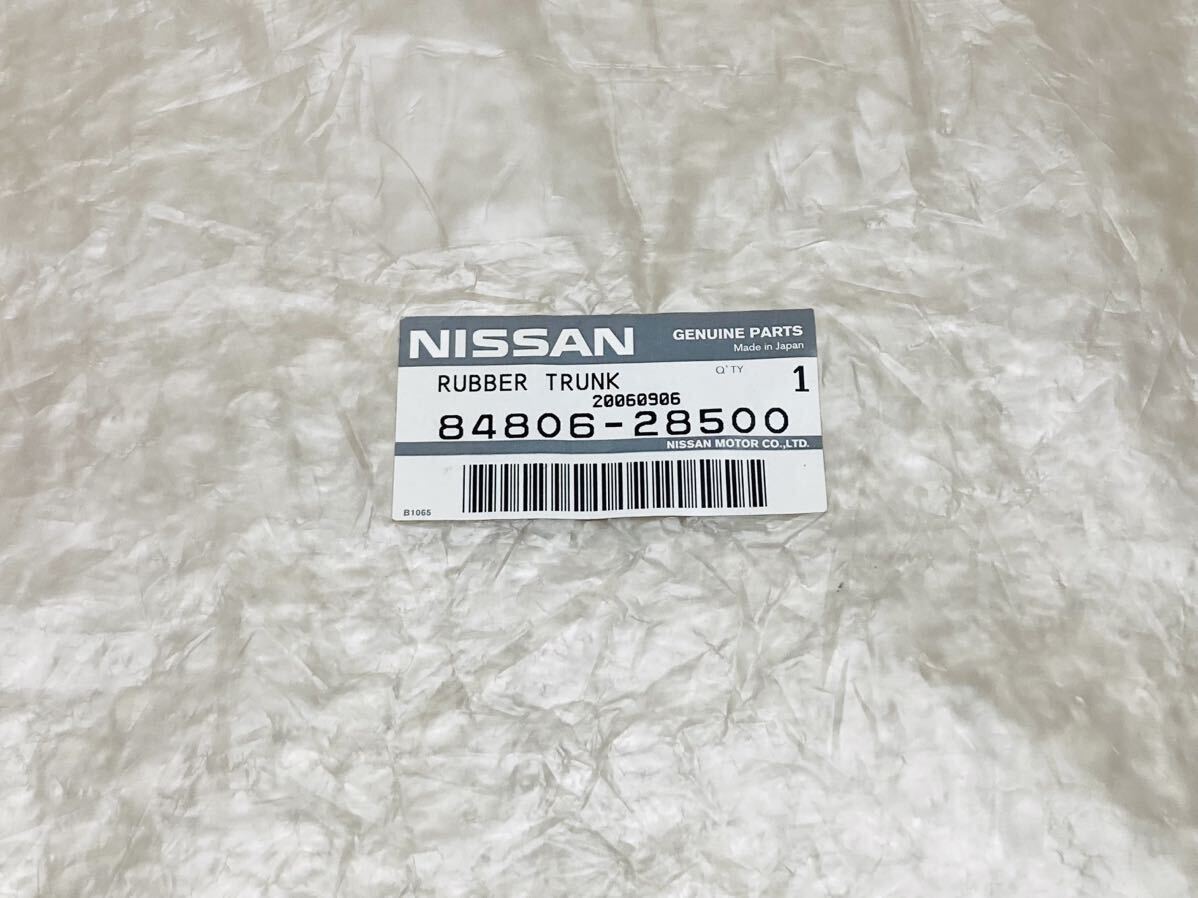 NISSAN GENUINE PARTS
Made in Japan
RUBBER TRUNK Q'TY 1
20060906
84806-28500
NISSAN MOTOR CO.,LTD.
B1065